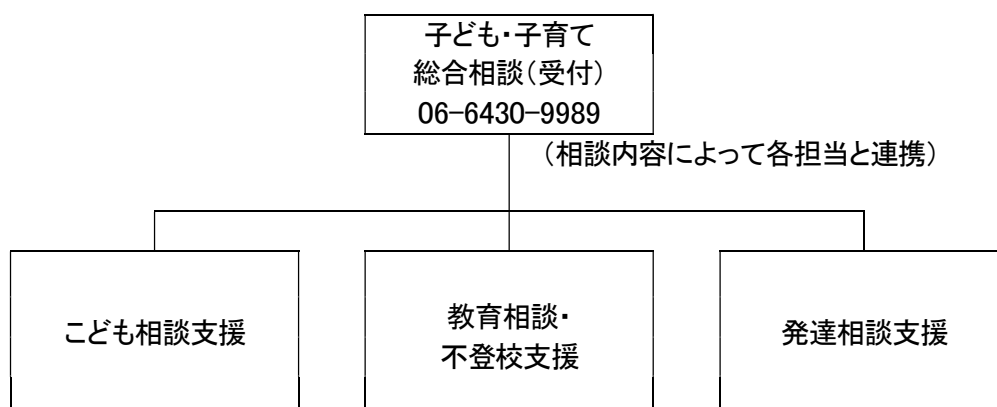 子ども・子育て
総合相談（受付）
06-6430-9989
（相談内容によって各担当と連携）
こども相談支援
教育相談・
不登校支援
発達相談支援